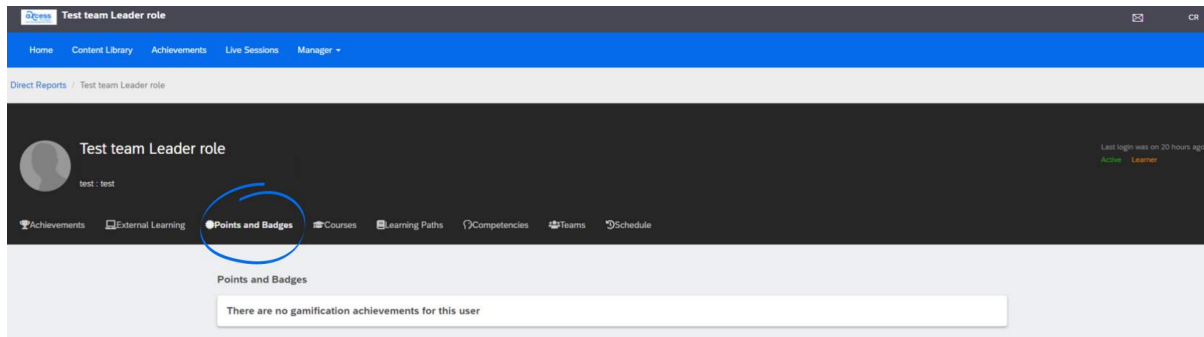 axcess Test team Leader role CR
Home Content Library Achievements Live Sessions Manager
Direct Reports / Test team Leader role
Test team Leader role
Last login was on 20 hours ago
Active Learner
test : test
Achievements External Learning Points and Badges Courses Learning Paths Competencies Teams Schedule
Points and Badges
There are no gamification achievements for this user